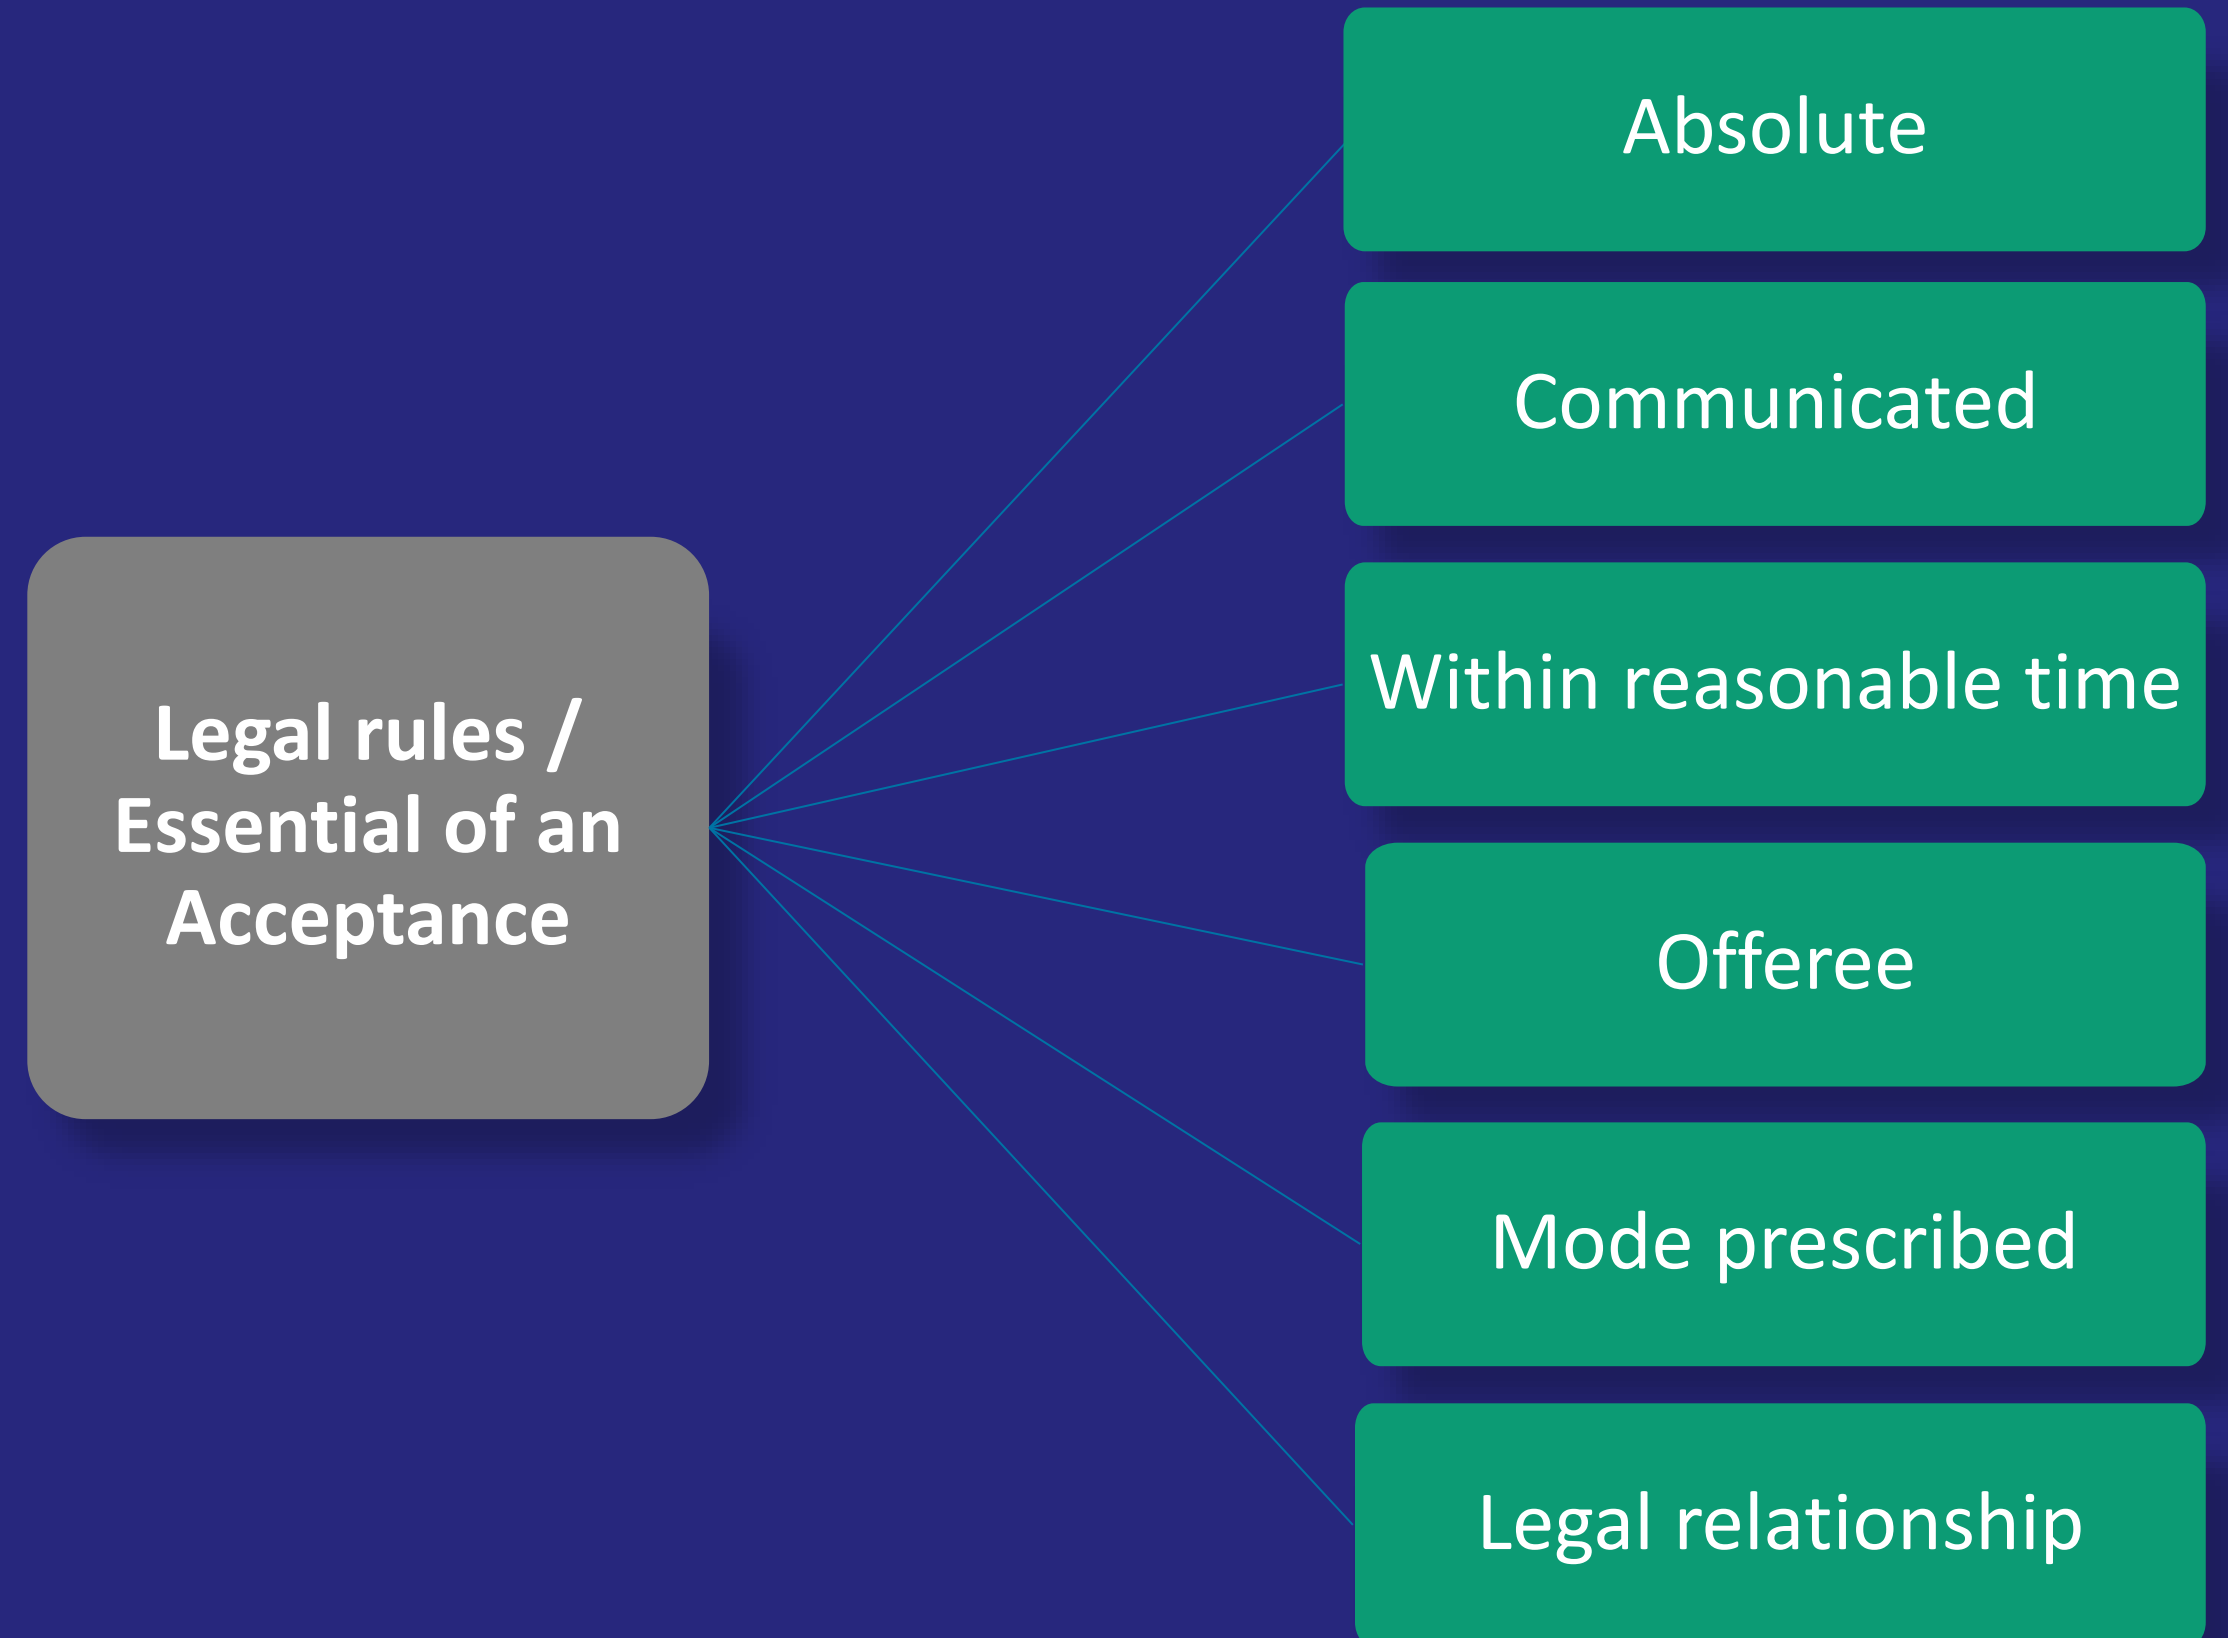 Legal rules /
Essential of an
Acceptance
Absolute
Communicated
Within reasonable time
Offeree
Mode prescribed
Legal relationship